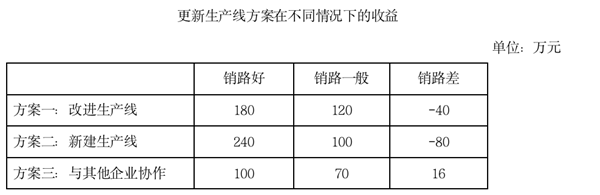 更新生产线方案在不同情况下的收益
单位：万元
销路好 销路一般 销路差
方案一：改进生产线 180 120 -40
方案二：新建生产线 240 100 -80
方案三：与其他企业协作 100 70 16